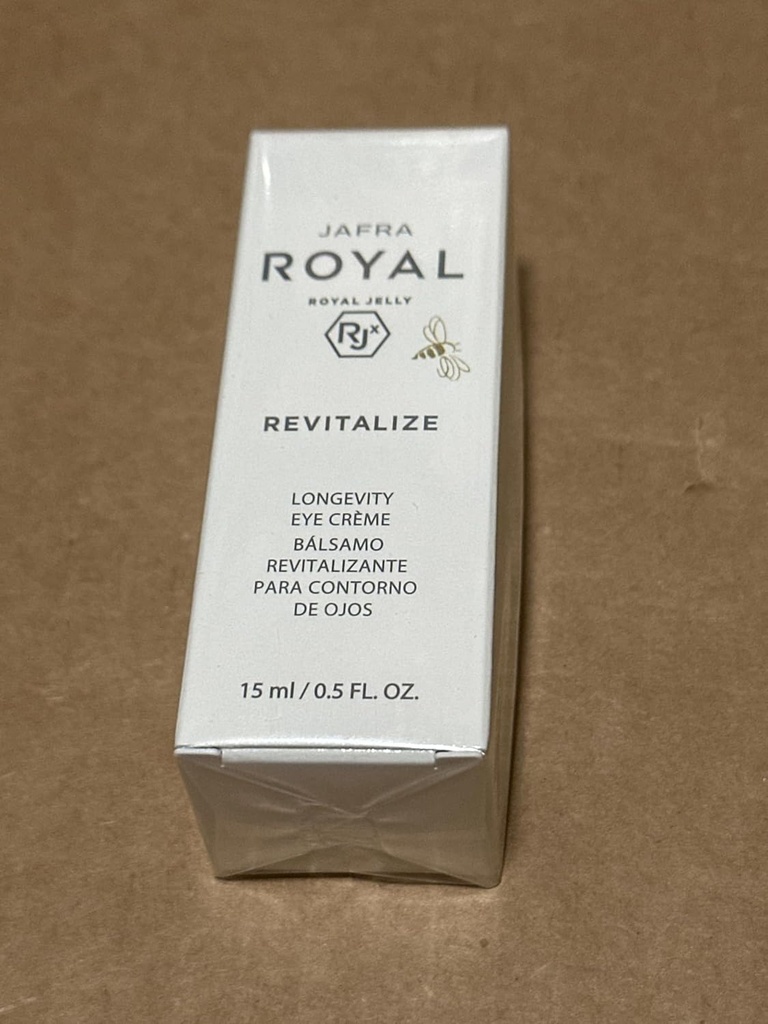 JAFRA
ROYAL
ROYAL JELLY
RJx
REVITALIZE
LONGEVITY
EYE CRÈME
BÁLSAMO
REVITALIZANTE
PARA CONTORNO
DE OJOS
15 ml / 0.5 FL. OZ.